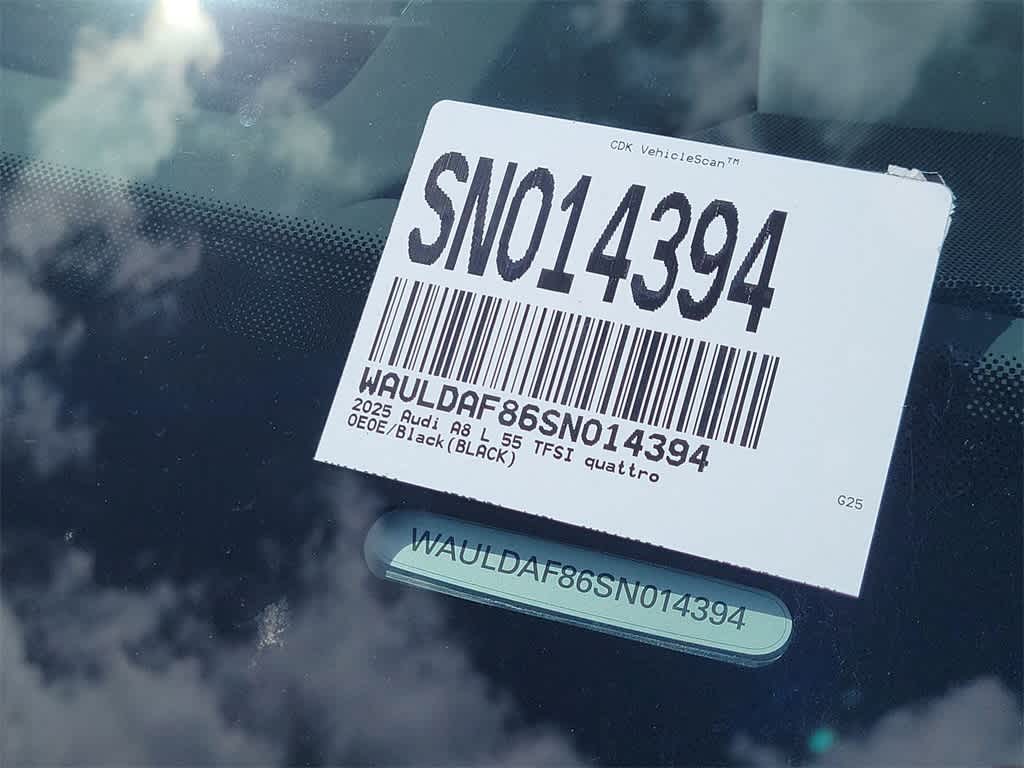 CDK VehicleScan™
SN014394
WAULDAF86SN014394
2025 Audi A8 L 55 TFSI quattro
0E0E/Black(BLACK)
G25
WAULDAF86SN014394